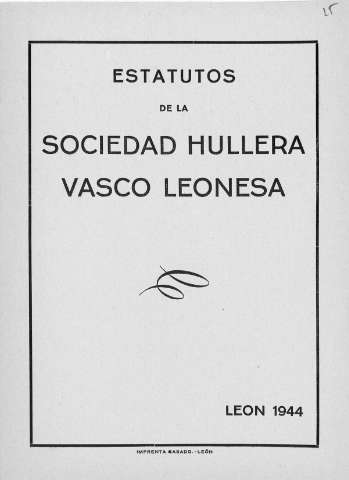 ESTATUTOS
DE LA
SOCIEDAD HULLERA
VASCO LEONESA
LEON 1944
IMPRENTA CASADO.-LEÓN